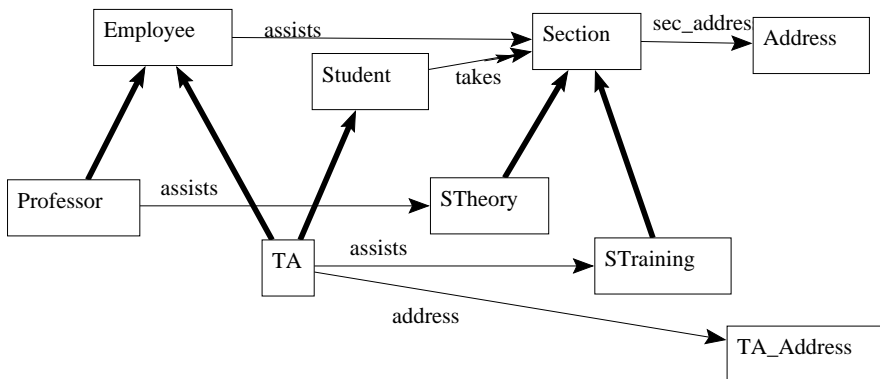 Employee
assists
Section
sec_addres
Address
Student
takes
Professor
assists
STheory
TA
assists
STraining
address
TA_Address